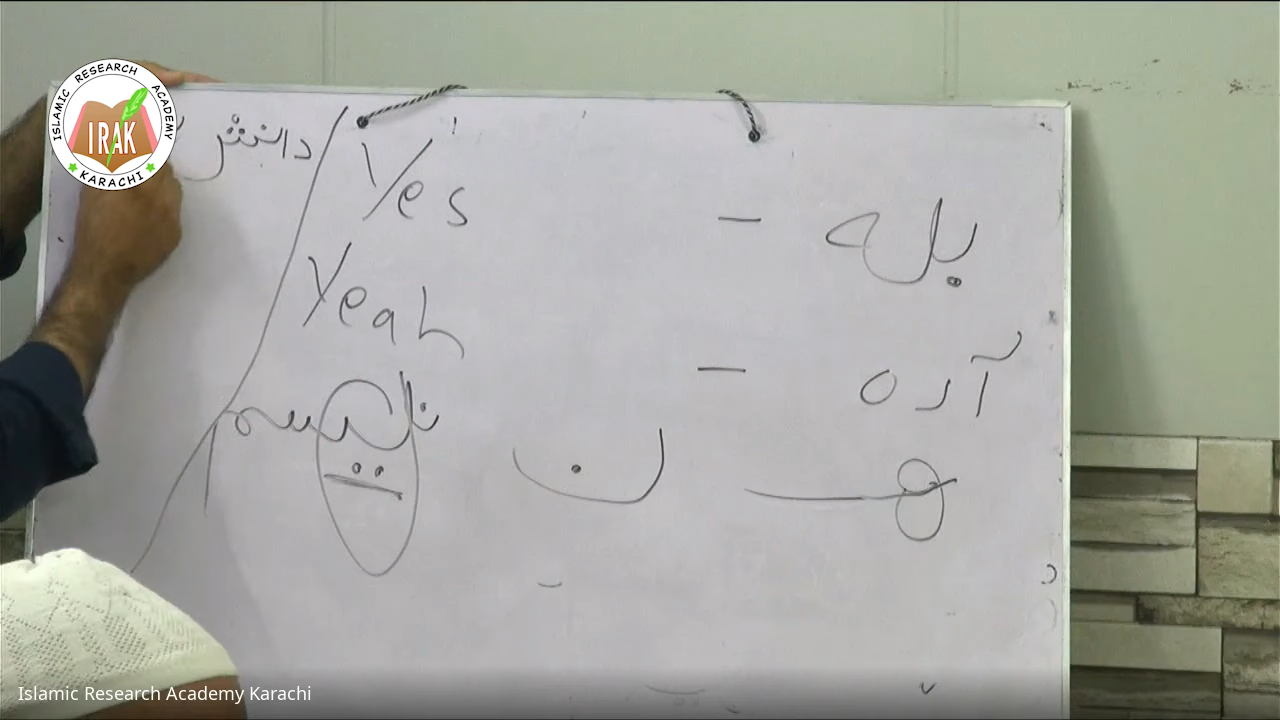 ISLAMIC RESEARCH ACADEMY
IRAK
KARACHI
دانش
Yes - بله
Yeah - آره
ن
Islamic Research Academy Karachi